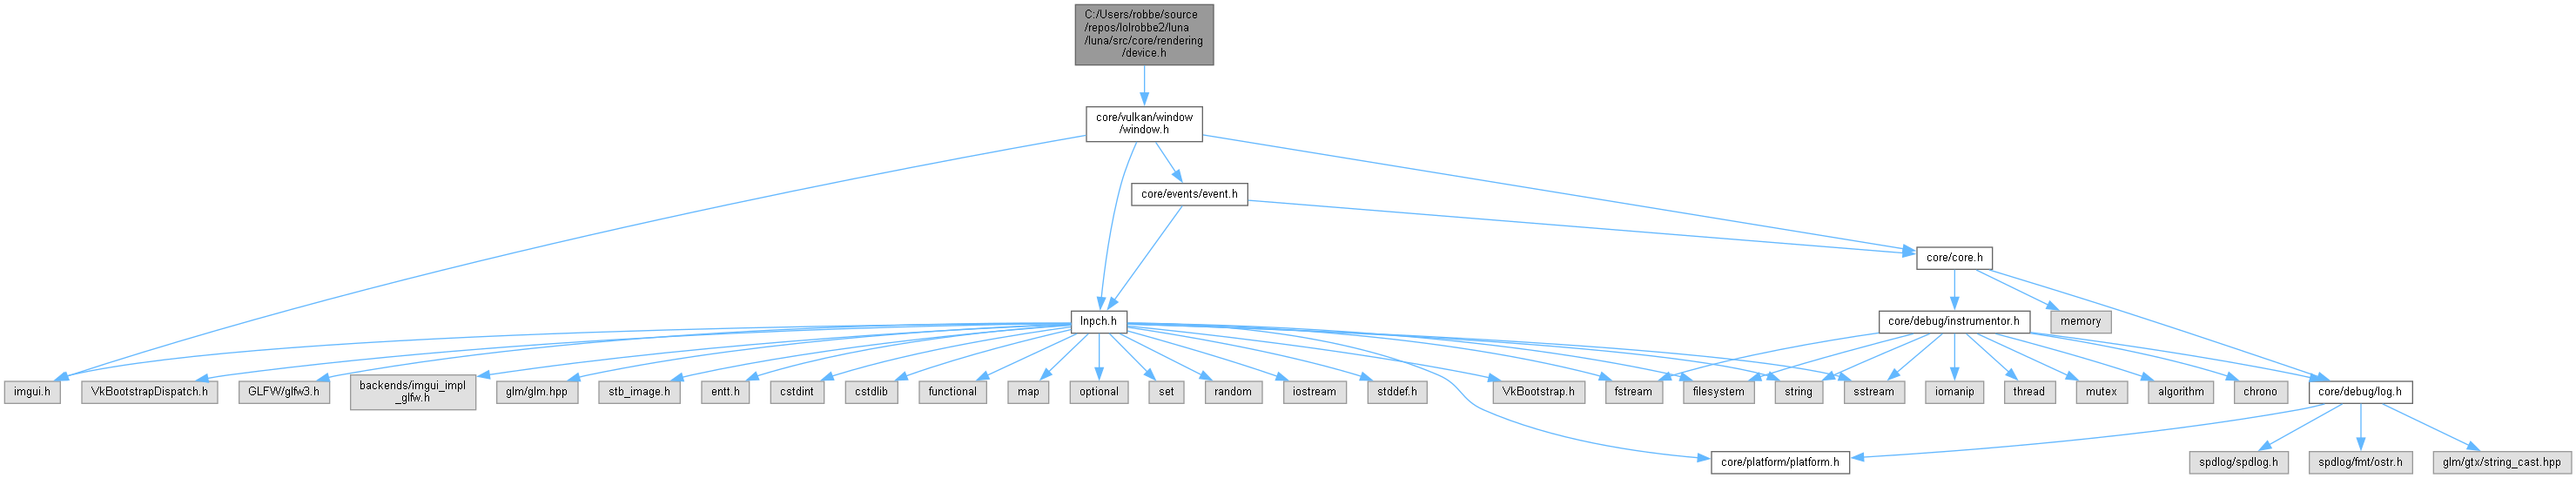 C:/Users/robbe/source
/repos/lolrobbe2/luna
/luna/src/core/rendering
/device.h
core/vulkan/window
/window.h
core/events/event.h
core/core.h
lnpch.h
core/debug/instrumentor.h
memory
imgui.h
VkBootstrapDispatch.h
GLFW/glfw3.h
backends/imgui_impl
_glfw.h
glm/glm.hpp
stb_image.h
entt.h
cstdint
cstdlib
functional
map
optional
set
random
iostream
stddef.h
VkBootstrap.h
fstream
filesystem
string
sstream
iomanip
thread
mutex
algorithm
chrono
core/debug/log.h
core/platform/platform.h
spdlog/spdlog.h
spdlog/fmt/ostr.h
glm/gtx/string_cast.hpp